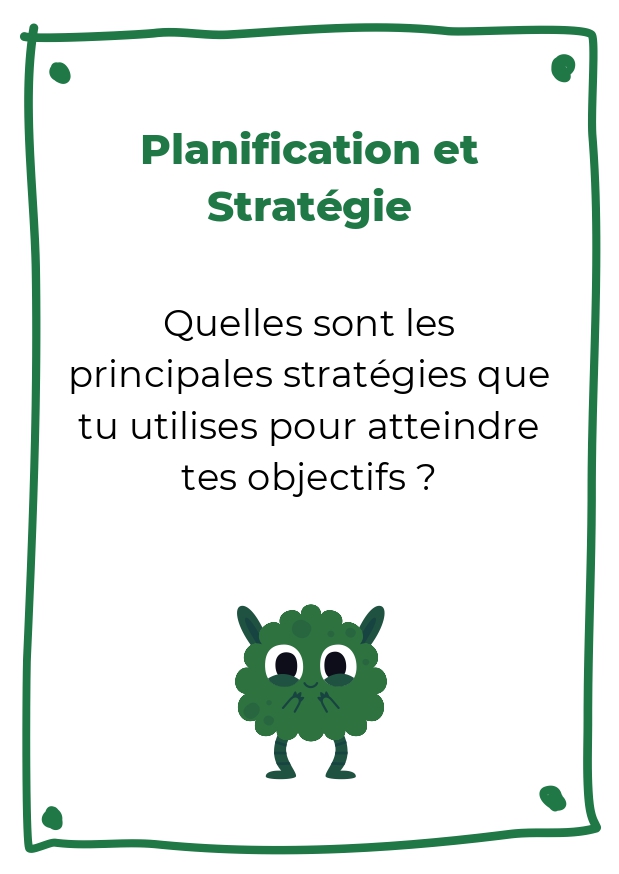 Planification et
Stratégie
Quelles sont les
principales stratégies que
tu utilises pour atteindre
tes objectifs ?